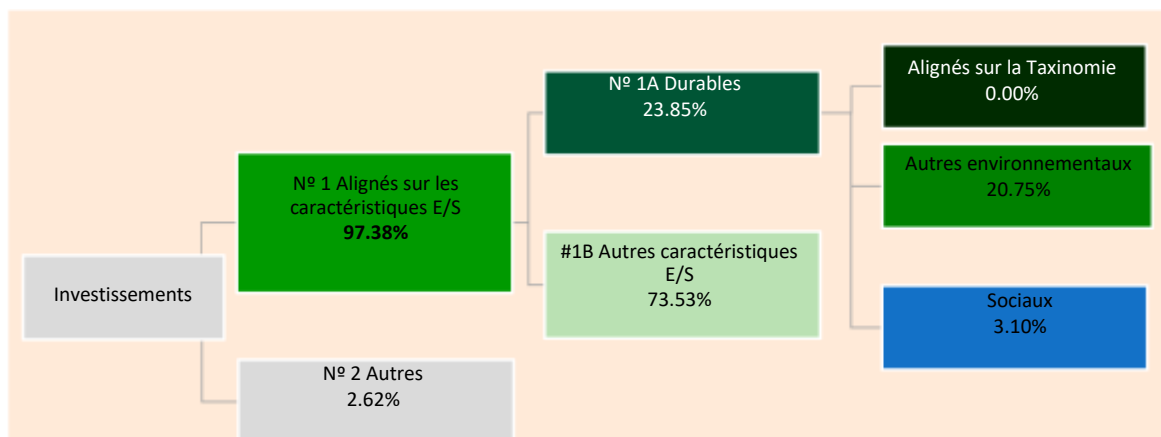 Investissements
Nº 1 Alignés sur les
caractéristiques E/S
97.38%
Nº 2 Autres
2.62%
Nº 1A Durables
23.85%
#1B Autres caractéristiques
E/S
73.53%
Alignés sur la Taxinomie
0.00%
Autres environnementaux
20.75%
Sociaux
3.10%